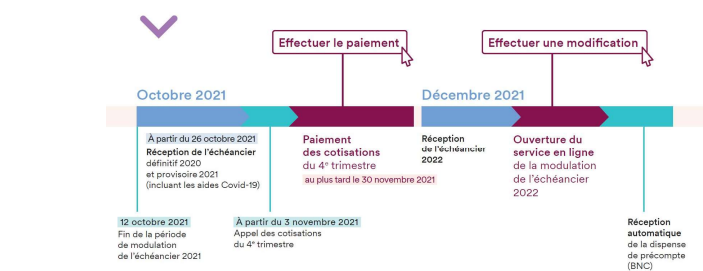 Effectuer le paiement
Effectuer une modification
Octobre 2021
Décembre 2021
À partir du 26 octobre 2021
Réception de l'échéancier
définitif 2020
et provisoire 2021
(incluant les aides Covid-19)
Paiement
des cotisations
du 4e trimestre
au plus tard le 30 novembre 2021
Réception
de l'échéancier
2022
Ouverture du
service en ligne
de la modulation
de l'échéancier
2022
12 octobre 2021
Fin de la période
de modulation
de l'échéancier 2021
À partir du 3 novembre 2021
Appel des cotisations
du 4e trimestre
Réception
automatique
de la dispense
de précompte
(BNC)